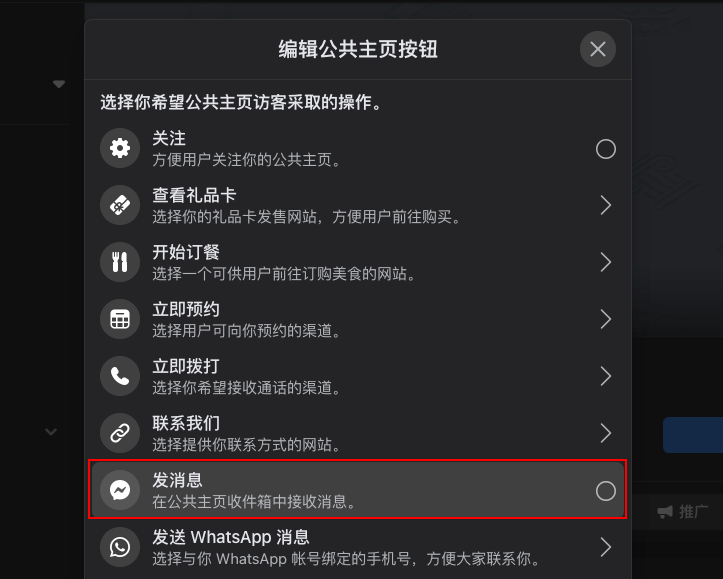 编辑公共主页按钮
选择你希望公共主页访客采取的操作。
关注
方便用户关注你的公共主页。
查看礼品卡
选择你的礼品卡发售网站，方便用户前往购买。
开始订餐
选择一个可供用户前往订购美食的网站。
立即预约
选择用户可向你预约的渠道。
立即拨打
选择你希望接收通话的渠道。
联系我们
选择提供你联系方式的网站。
发消息
在公共主页收件箱中接收消息。
推广
发送 WhatsApp 消息
选择与你 WhatsApp 帐号绑定的手机号，方便大家联系你。